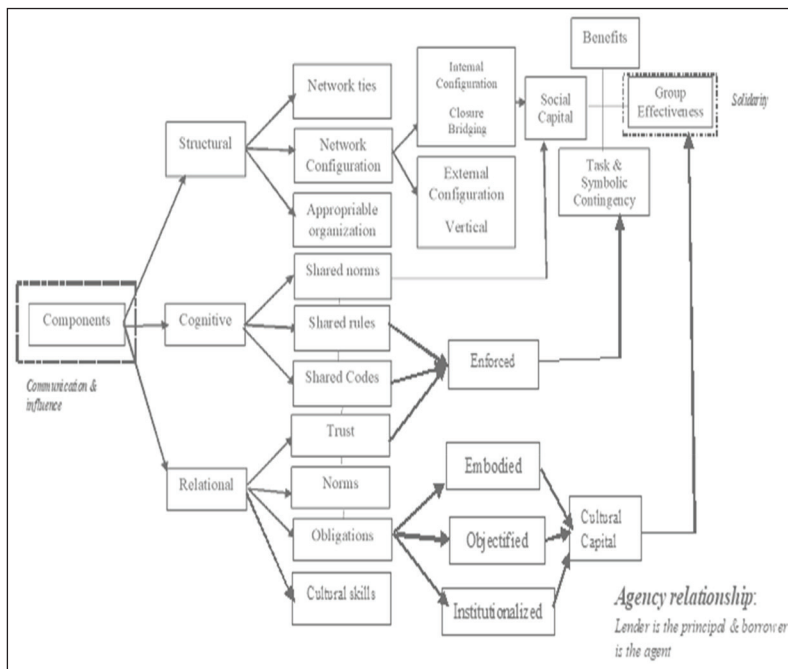 Benefits
Network ties
Internal
Configuration
Closure
Bridging
Social
Capital
Group
Effectiveness
Solidarity
Structural
Network
Configuration
External
Configuration
Vertical
Task &
Symbolic
Contingency
Appropriable
organization
Shared norms
Components
Cognitive
Shared rules
Enforced
Communication &
influence
Shared Codes
Trust
Embodied
Relational
Norms
Obligations
Objectified
Cultural
Capital
Cultural skills
Institutionalized
Agency relationship:
Lender is the principal & borrower
is the agent